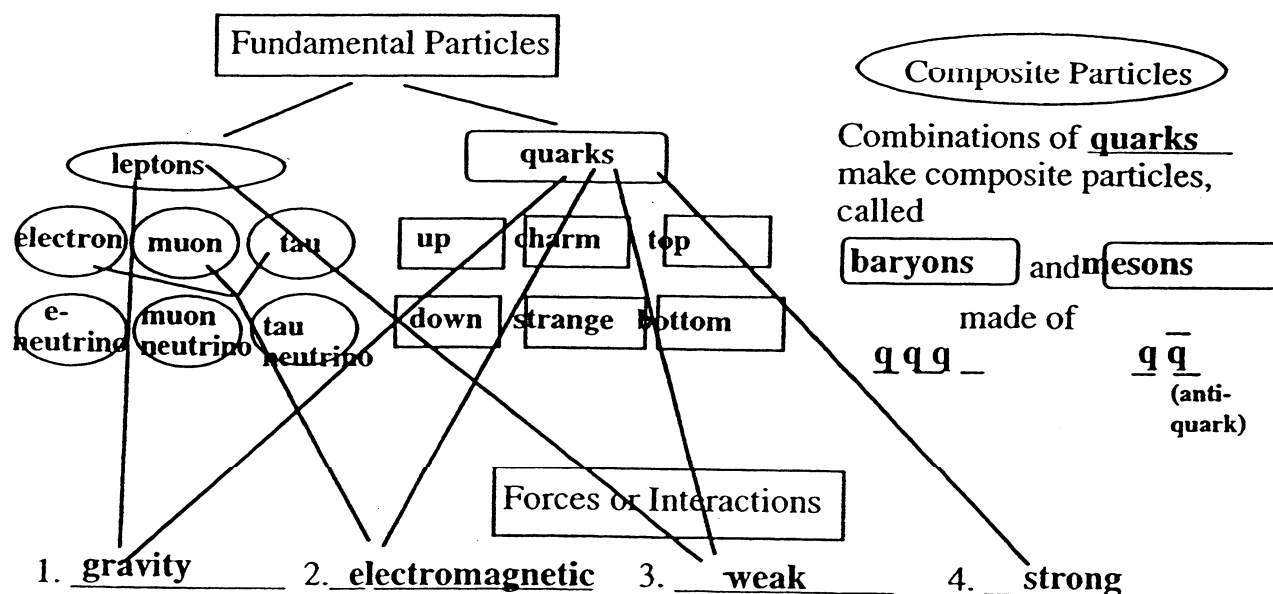 Fundamental Particles
leptons
quarks
electron muon tau
up charm top
e-
neutrino
muon
neutrino
tau
neutrino
down strange bottom
Composite Particles
Combinations of quarks
make composite particles,
called
baryons and mesons
made of
q q q _ q q̅
(anti-
quark)
Forces or Interactions
1. gravity 2. electromagnetic 3. weak 4. strong